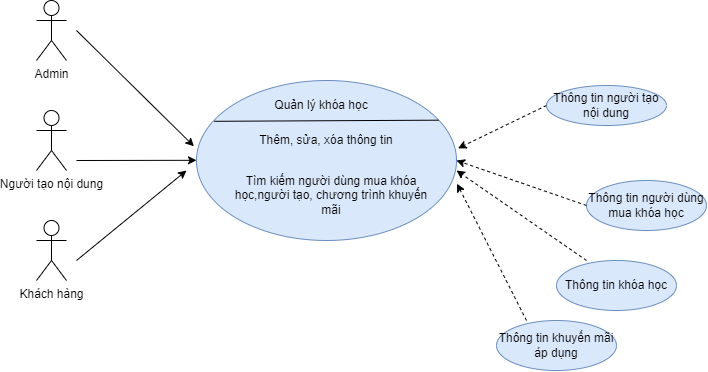 Admin
Người tạo nội dung
Khách hàng
Quản lý khóa học
Thêm, sửa, xóa thông tin
Tìm kiếm người dùng mua khóa
học,người tạo, chương trình khuyến
mãi
Thông tin người tạo
nội dung
Thông tin người dùng
mua khóa học
Thông tin khóa học
Thông tin khuyến mãi
áp dụng